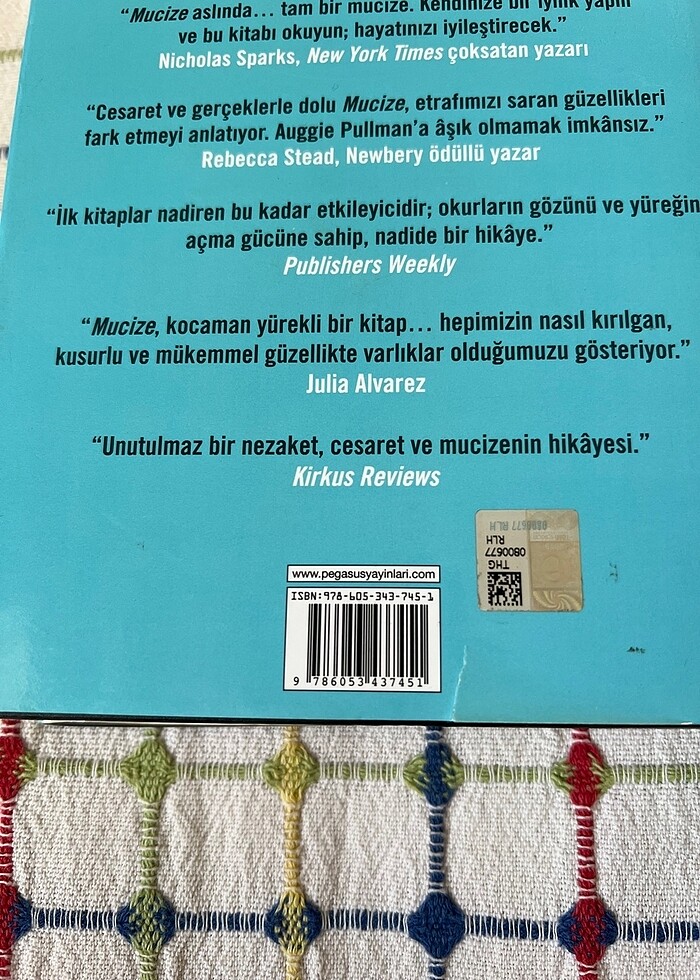 "Mucize aslında... tam bir mucize. Kendinize bir iyilik yapın
ve bu kitabı okuyun; hayatınızı iyileştirecek."
Nicholas Sparks, New York Times çoksatan yazarı
"Cesaret ve gerçeklerle dolu Mucize, etrafımızı saran güzellikleri
fark etmeyi anlatıyor. Auggie Pullman'a âşık olmamak imkânsız."
Rebecca Stead, Newbery ödüllü yazar
"İlk kitaplar nadiren bu kadar etkileyicidir; okurların gözünü ve yüreğin
açma gücüne sahip, nadide bir hikâye."
Publishers Weekly
"Mucize, kocaman yürekli bir kitap... hepimizin nasıl kırılgan,
kusurlu ve mükemmel güzellikte varlıklar olduğumuzu gösteriyor."
Julia Alvarez
"Unutulmaz bir nezaket, cesaret ve mucizenin hikâyesi."
Kirkus Reviews
THG
0800677
RLH
0800677 RLH
www.pegasusyayinlari.com
ISBN: 978-605-343-745-1
9 786053 437451